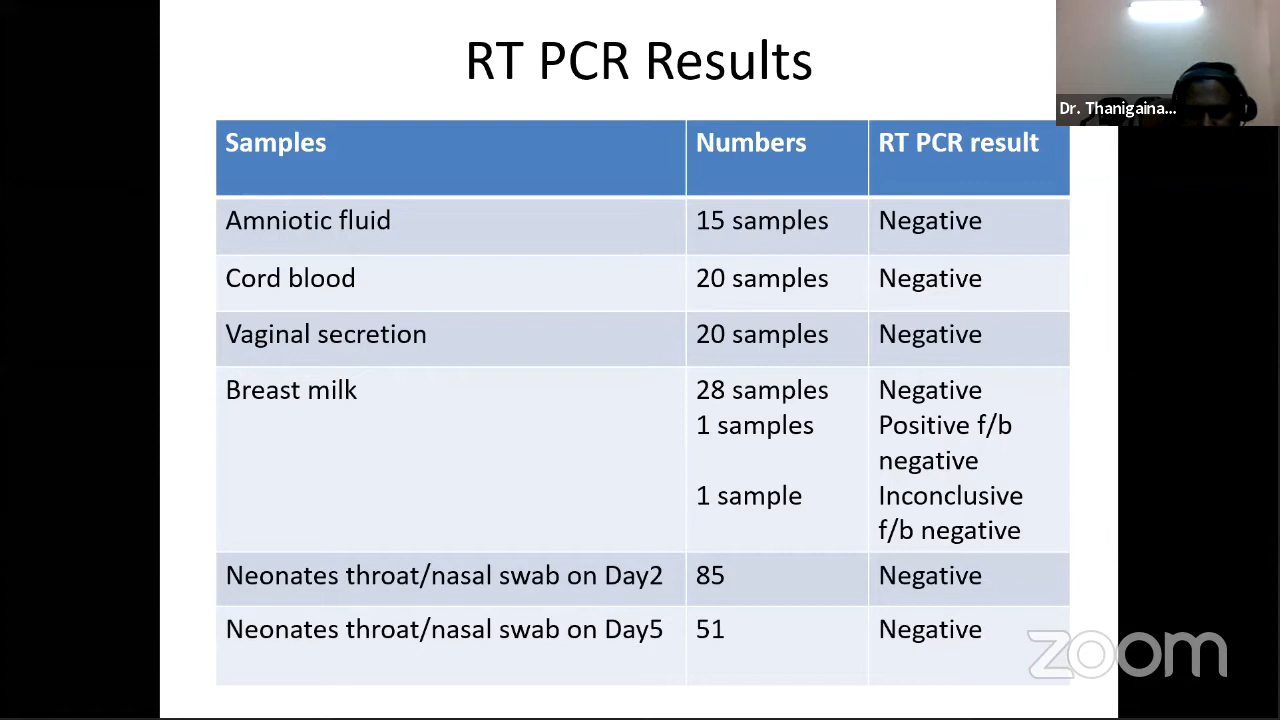 RT PCR Results
Dr. Thanigaina...
Samples Numbers RT PCR result
Amniotic fluid 15 samples Negative
Cord blood 20 samples Negative
Vaginal secretion 20 samples Negative
Breast milk 28 samples Negative
1 samples Positive f/b
negative
1 sample Inconclusive
f/b negative
Neonates throat/nasal swab on Day2 85 Negative
Neonates throat/nasal swab on Day5 51 Negative
zoom